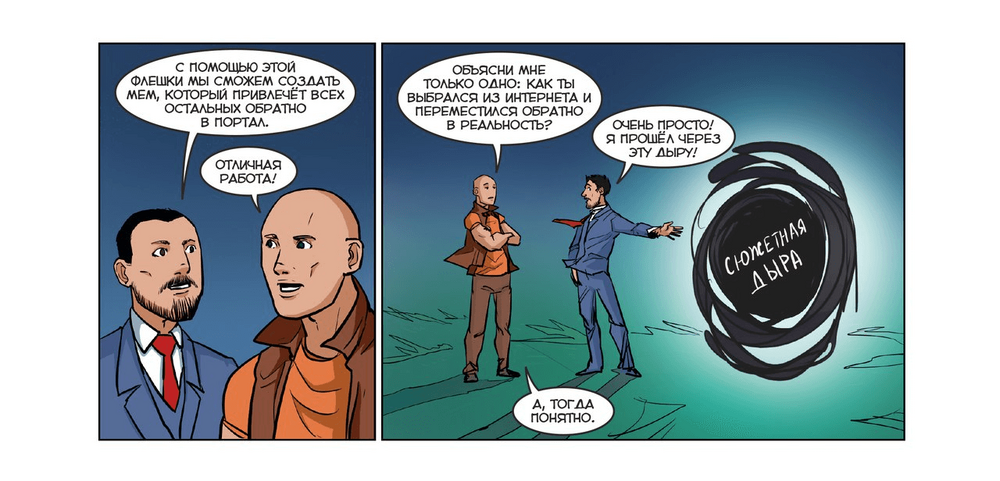 С ПОМОЩЬЮ ЭТОЙ
ФЛЕШКИ МЫ СМОЖЕМ СОЗДАТЬ
МЕМ, КОТОРЫЙ ПРИВЛЕЧЁТ ВСЕХ
ОСТАЛЬНЫХ ОБРАТНО
В ПОРТАЛ.
ОТЛИЧНАЯ
РАБОТА!
ОБЪЯСНИ МНЕ
ТОЛЬКО ОДНО: КАК ТЫ
ВЫБРАЛСЯ ИЗ ИНТЕРНЕТА И
ПЕРЕМЕСТИЛСЯ ОБРАТНО
В РЕАЛЬНОСТЬ?
ОЧЕНЬ ПРОСТО!
Я ПРОШЁЛ ЧЕРЕЗ
ЭТУ ДЫРУ!
СЮЖЕТНАЯ
ДЫРА
А, ТОГДА
ПОНЯТНО.